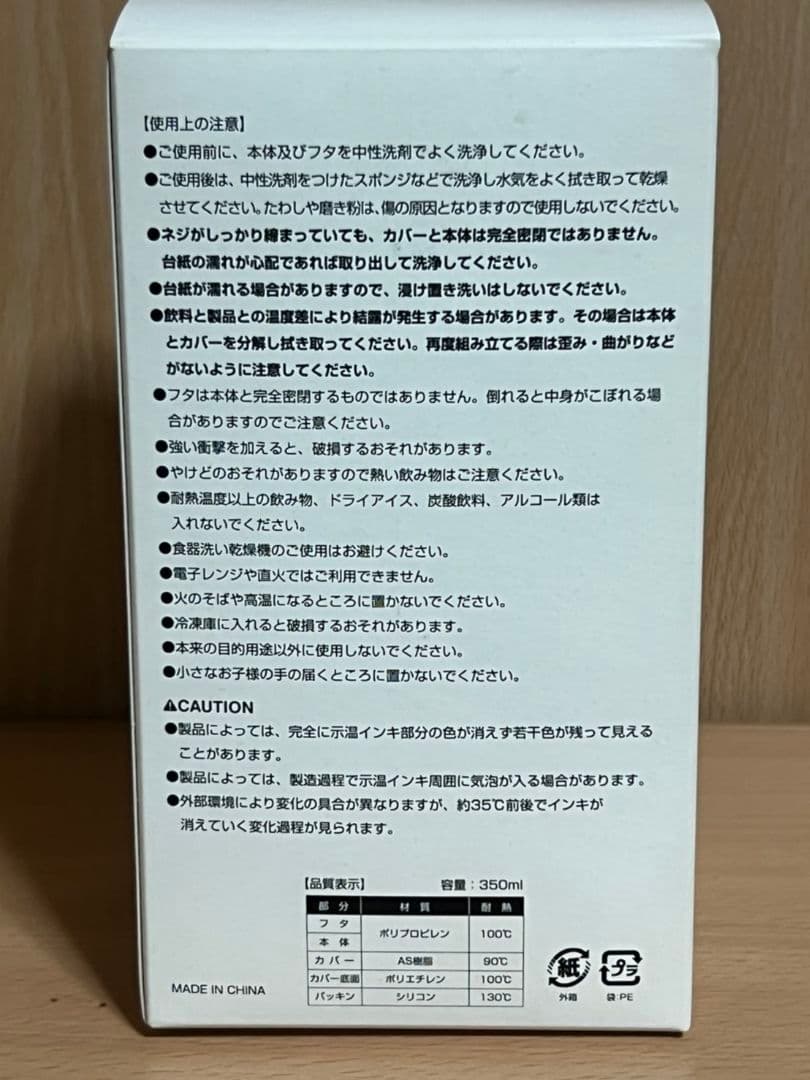 【使用上の注意】
●ご使用前に、本体及びフタを中性洗剤でよく洗浄してください。
●ご使用後は、中性洗剤をつけたスポンジなどで洗浄し水気をよく拭き取って乾燥
させてください。たわしや磨き粉は、傷の原因となりますので使用しないでください。
●ネジがしっかり締まっていても、カバーと本体は完全密閉ではありません。
台紙の濡れが心配であれば取り出して洗浄してください。
●台紙が濡れる場合がありますので、浸け置き洗いはしないでください。
●飲料と製品との温度差により結露が発生する場合があります。その場合は本体
とカバーを分解し拭き取ってください。再度組み立てる際は歪み・曲がりなど
がないように注意してください。
●フタは本体と完全密閉するものではありません。倒れると中身がこぼれる場
合がありますのでご注意ください。
●強い衝撃を加えると、破損するおそれがあります。
●やけどのおそれがありますので熱い飲み物はご注意ください。
●耐熱温度以上の飲み物、ドライアイス、炭酸飲料、アルコール類は
入れないでください。
●食器洗い乾燥機のご使用はお避けください。
●電子レンジや直火ではご利用できません。
●火のそばや高温になるところに置かないでください。
●冷凍庫に入れると破損するおそれがあります。
●本来の目的用途以外に使用しないでください。
●小さなお子様の手の届くところに置かないでください。
⚠CAUTION
●製品によっては、完全に示温インキ部分の色が消えず若干色が残って見える
ことがあります。
●製品によっては、製造過程で示温インキ周囲に気泡が入る場合があります。
●外部環境により変化の具合が異なりますが、約35℃前後でインキが
消えていく変化過程が見られます。
【品質表示】 容量：350ml
部分 材質 耐熱
フタ
本体 ポリプロピレン 100℃
カバー AS樹脂 90℃
カバー底面 ポリエチレン 100℃
パッキン シリコン 130℃
MADE IN CHINA
紙 プラ
外箱 袋:PE